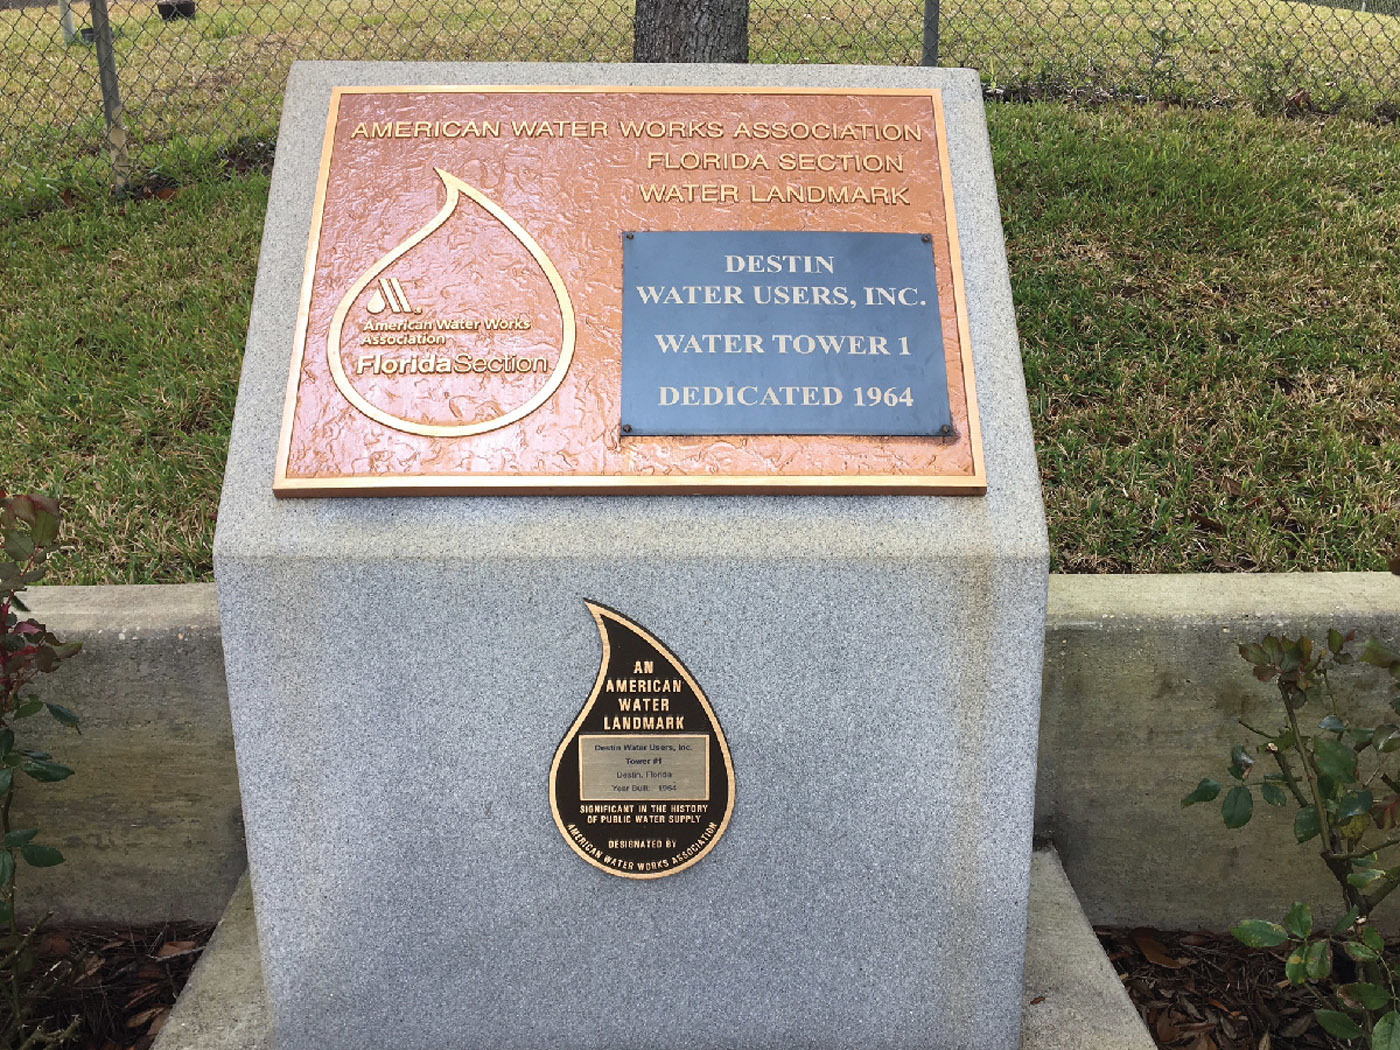 AMERICAN WATER WORKS ASSOCIATION
FLORIDA SECTION
WATER LANDMARK
American Water Works
Association
FloridaSection
DESTIN
WATER USERS, INC.
WATER TOWER 1
DEDICATED 1964
AN
AMERICAN
WATER
LANDMARK
Destin Water Users, Inc.
Tower #1
Destin, Florida
Year Built: 1964
SIGNIFICANT IN THE HISTORY
OF PUBLIC WATER SUPPLY
DESIGNATED BY
AMERICAN WATER WORKS ASSOCIATION